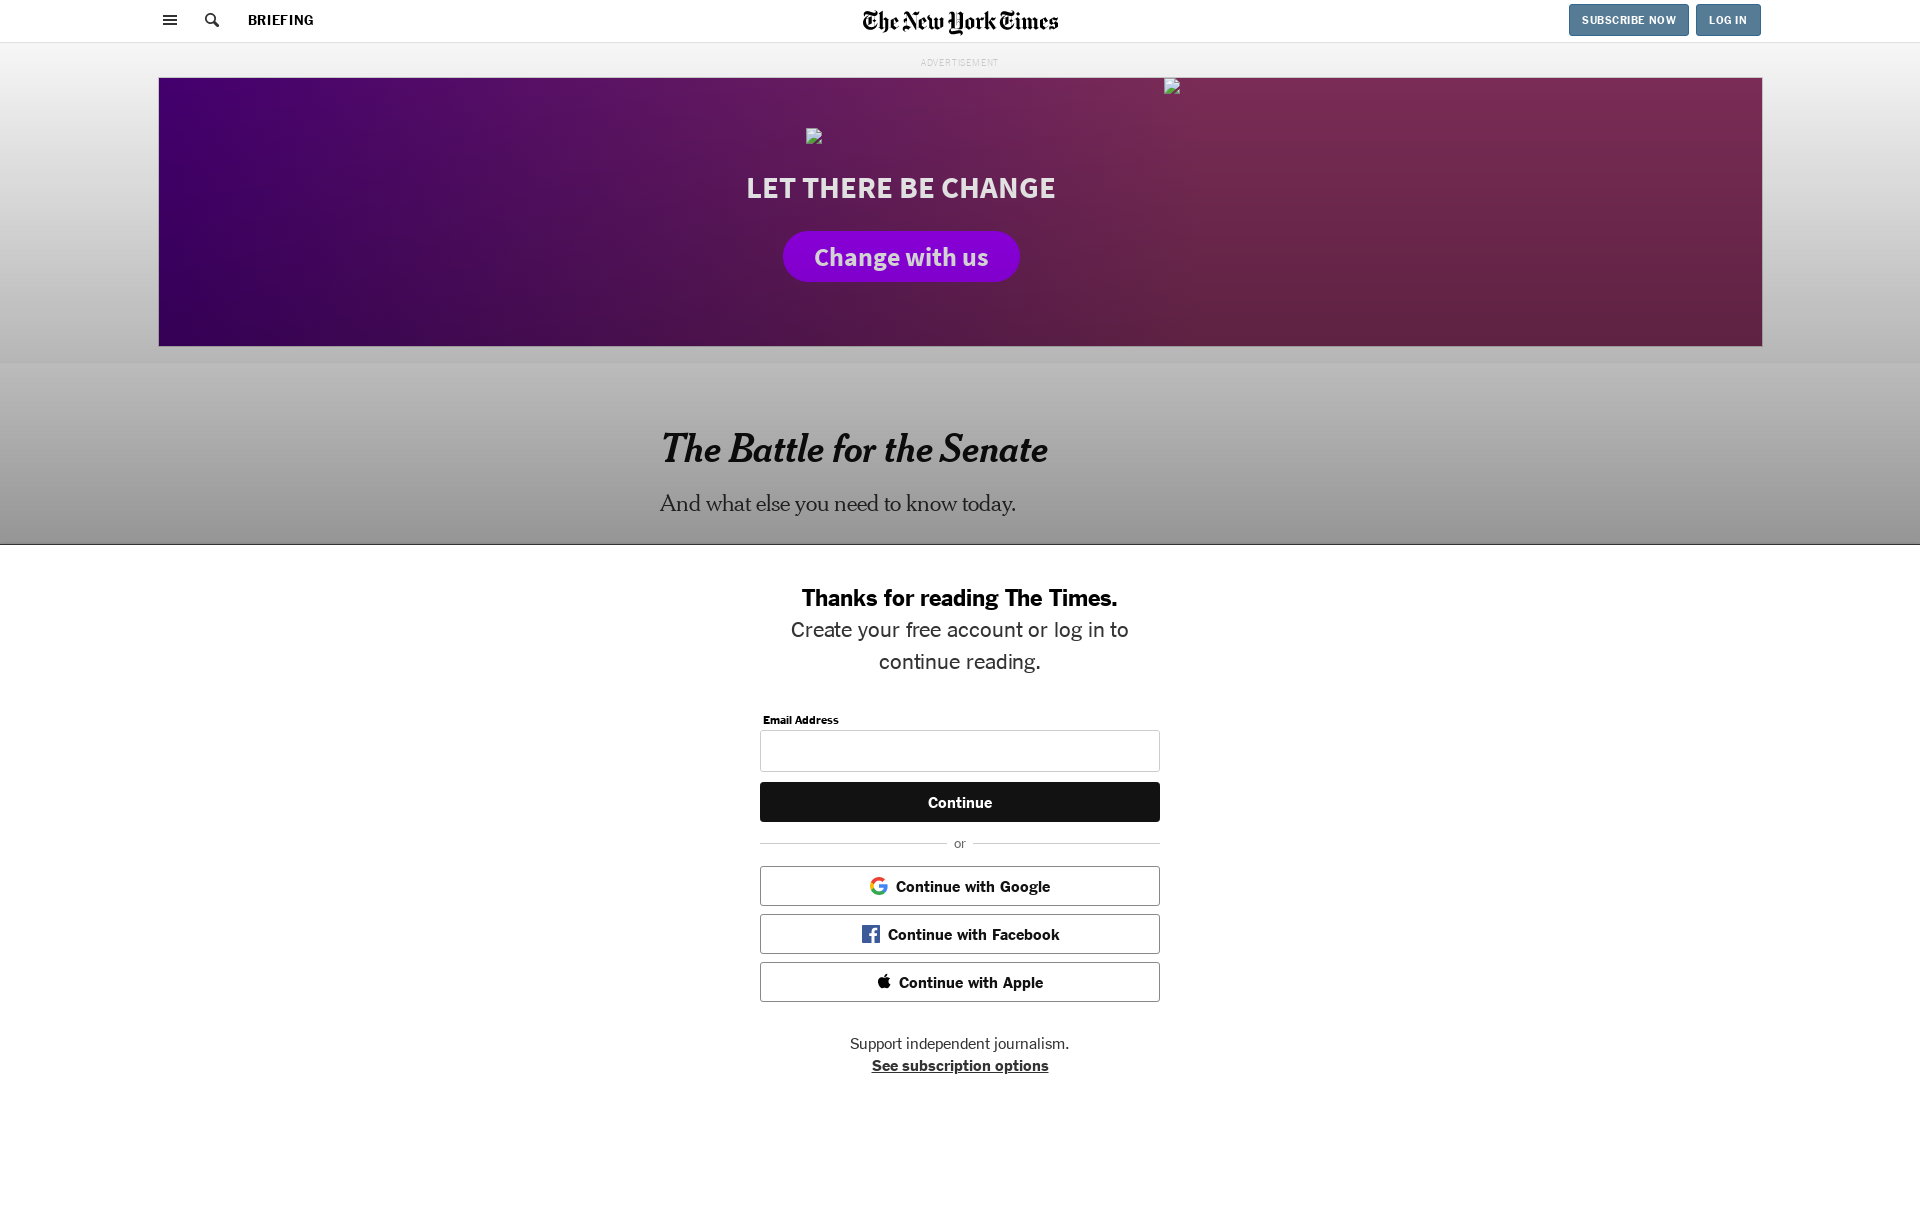 BRIEFING
The New York Times
SUBSCRIBE NOW
LOG IN
ADVERTISEMENT
LET THERE BE CHANGE
Change with us
The Battle for the Senate
And what else you need to know today.
Thanks for reading The Times.
Create your free account or log in to
continue reading.
Email Address
Continue
or
Continue with Google
Continue with Facebook
Continue with Apple
Support independent journalism.
See subscription options